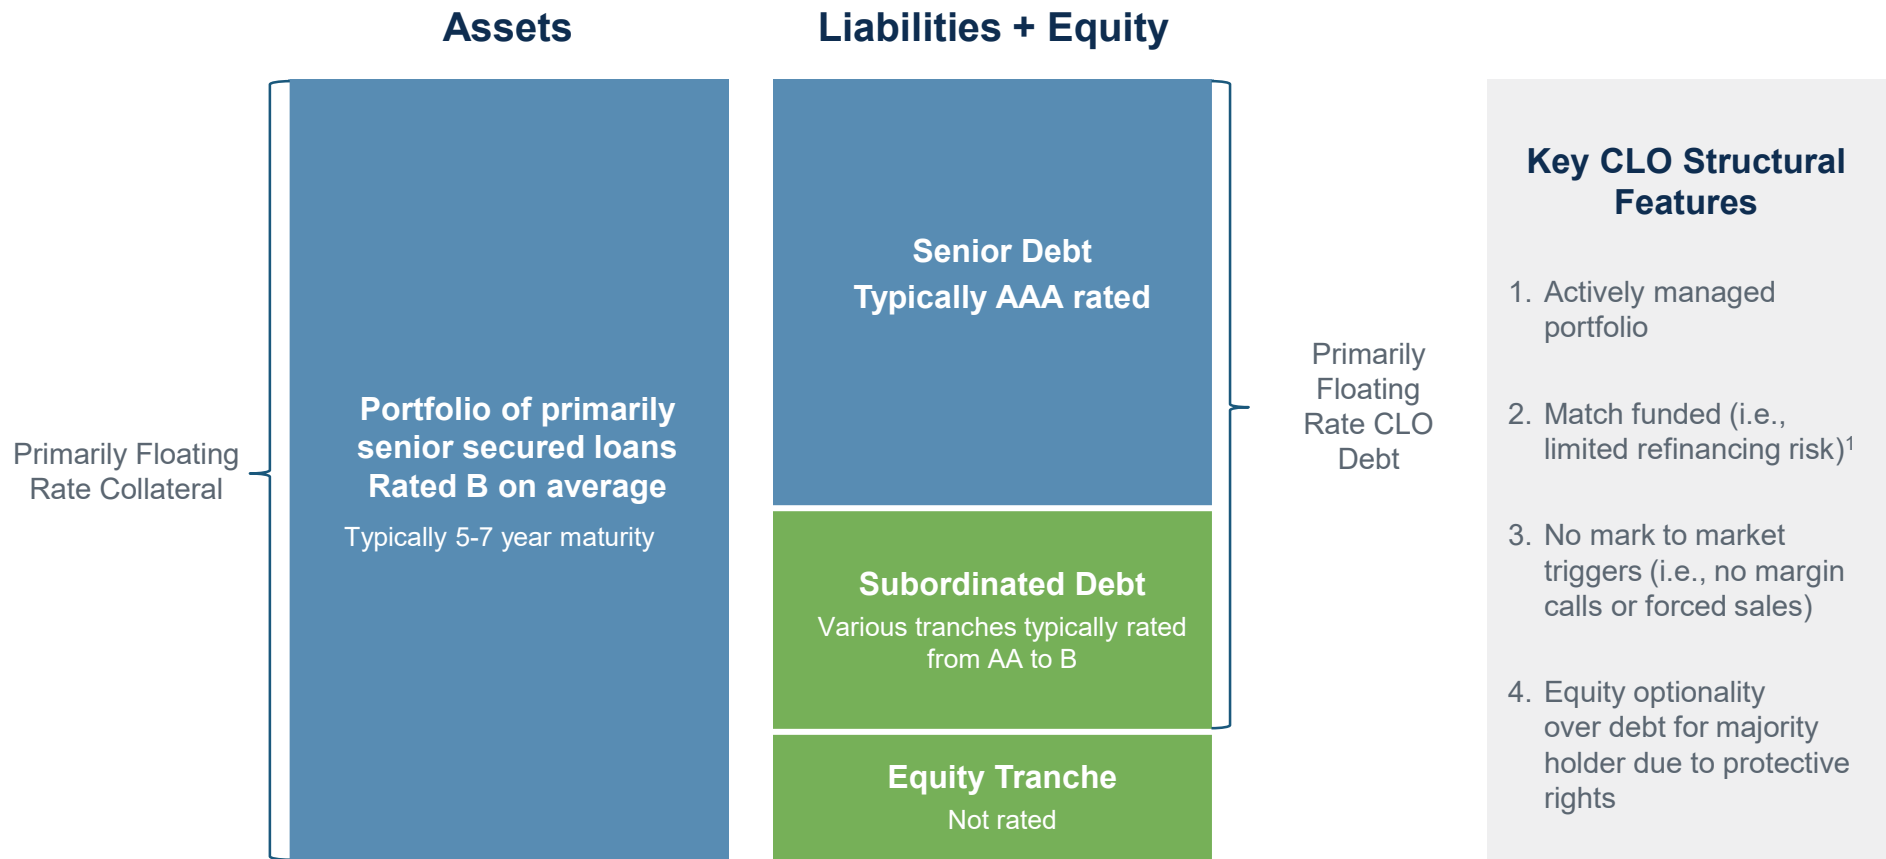 Assets
Liabilities + Equity
Primarily Floating
Rate Collateral
Portfolio of primarily
senior secured loans
Rated B on average
Typically 5-7 year maturity
Senior Debt
Typically AAA rated
Subordinated Debt
Various tranches typically rated
from AA to B
Equity Tranche
Not rated
Primarily
Floating
Rate CLO
Debt
Key CLO Structural
Features
1. Actively managed
portfolio
2. Match funded (i.e.,
limited refinancing risk)¹
3. No mark to market
triggers (i.e., no margin
calls or forced sales)
4. Equity optionality
over debt for majority
holder due to protective
rights